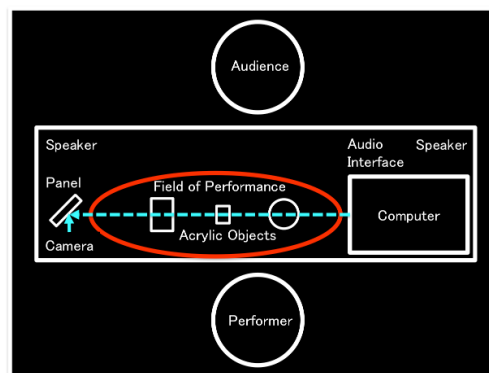 Audience
Speaker
Audio
Interface
Speaker
Panel
Field of Performance
Computer
Camera
Acrylic Objects
Performer